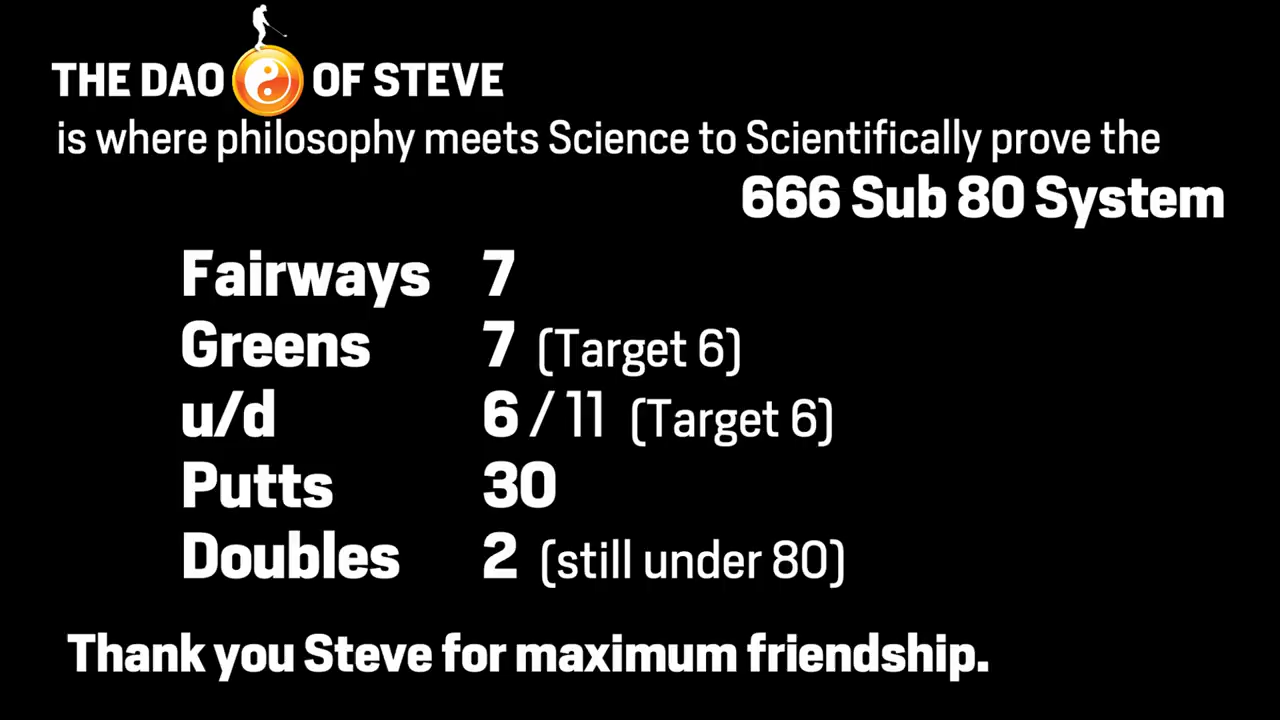 THE DAO OF STEVE
is where philosophy meets Science to Scientifically prove the
666 Sub 80 System
Fairways 7
Greens 7 (Target 6)
u/d 6 / 11 (Target 6)
Putts 30
Doubles 2 (still under 80)
Thank you Steve for maximum friendship.